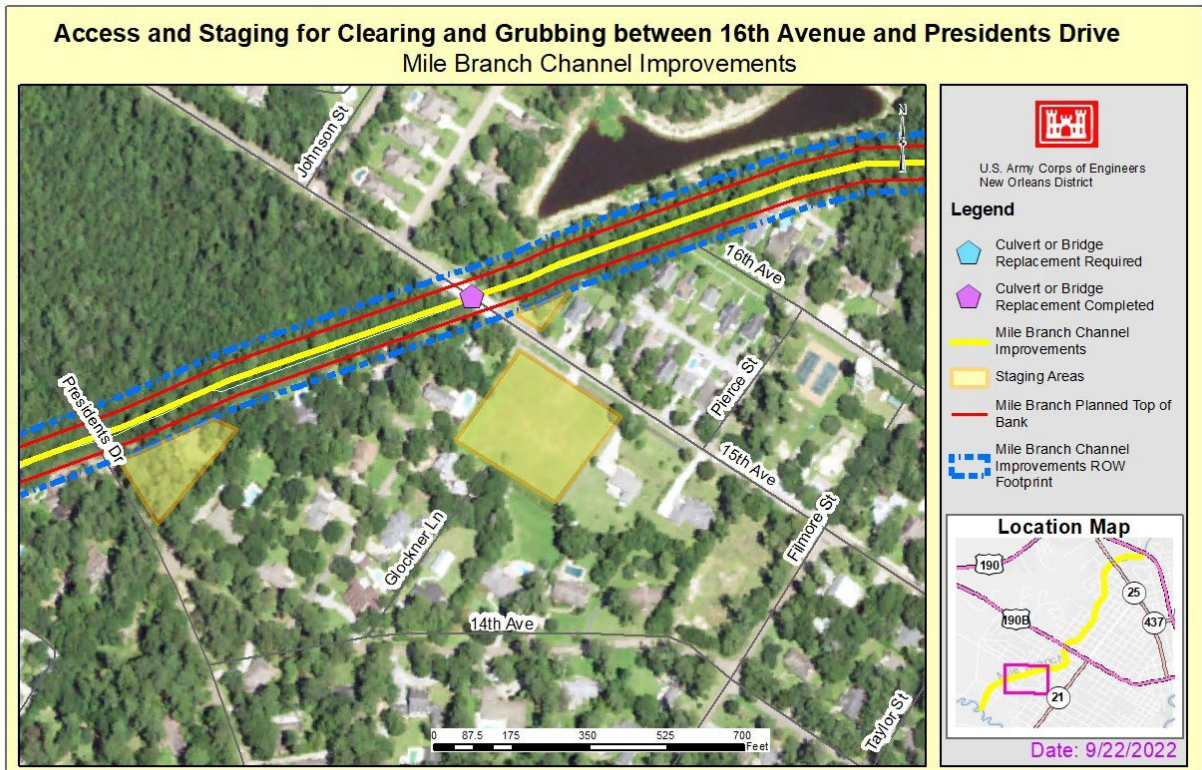 Access and Staging for Clearing and Grubbing between 16th Avenue and Presidents Drive
Mile Branch Channel Improvements
Johnson St
16th Ave
Pierce St
15th Ave
Presidents Dr
Glockner Ln
Filmore St
14th Ave
Taylor St
0 87.5 175 350 525 700
Feet
N
U.S. Army Corps of Engineers
New Orleans District
Legend
Culvert or Bridge
Replacement Required
Culvert or Bridge
Replacement Completed
Mile Branch Channel
Improvements
Staging Areas
Mile Branch Planned Top of
Bank
Mile Branch Channel
Improvements ROW
Footprint
Location Map
190
25
190B
437
21
Date: 9/22/2022